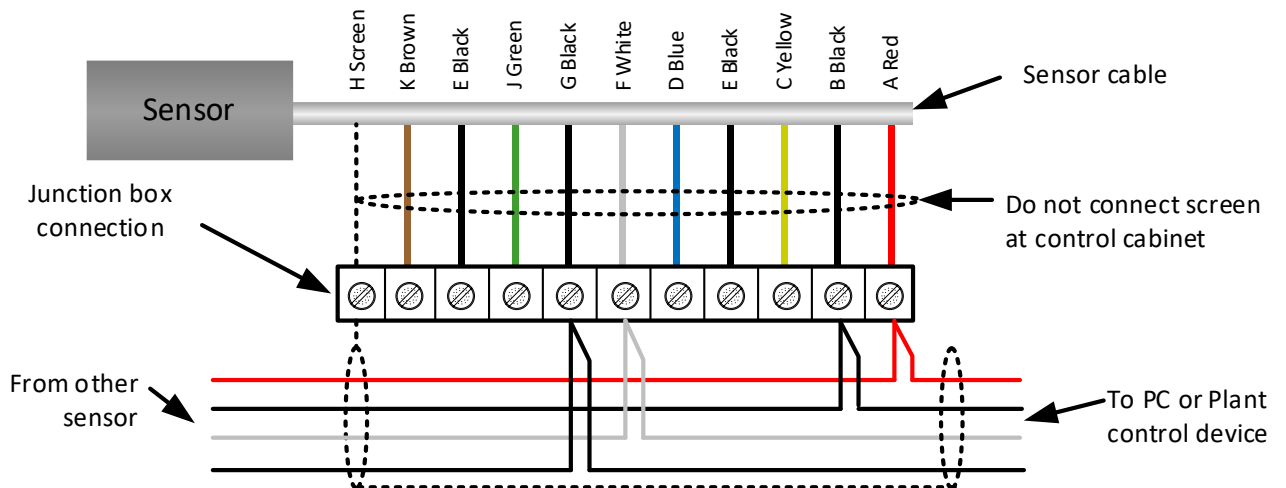 H Screen
K Brown
E Black
J Green
G Black
F White
D Blue
E Black
C Yellow
B Black
A Red
Sensor
Sensor cable
Junction box
connection
Do not connect screen
at control cabinet
From other
sensor
To PC or Plant
control device